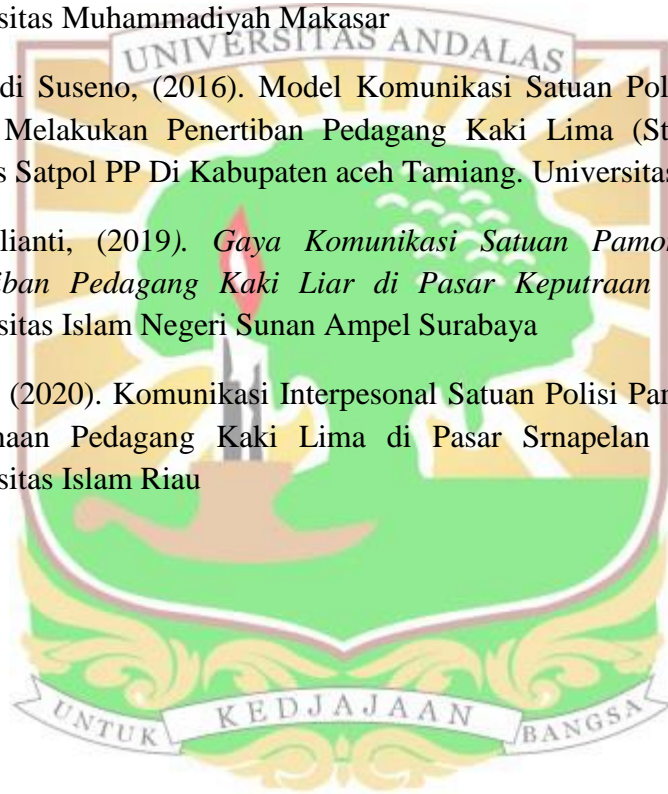 sitas Muhammadiyah Makasar
UNIVERSITAS ANDALAS
di Suseno, (2016). Model Komunikasi Satuan Pol
Melakukan Penertiban Pedagang Kaki Lima (St
s Satpol PP Di Kabupaten aceh Tamiang. Universitas
lianti, (2019). Gaya Komunikasi Satuan Pamo
iban Pedagang Kaki Liar di Pasar Keputraan
sitas Islam Negeri Sunan Ampel Surabaya
(2020). Komunikasi Interpesonal Satuan Polisi Pan
naan Pedagang Kaki Lima di Pasar Srnapelan
sitas Islam Riau
UNTUK KEDJAJAAN BANGSA